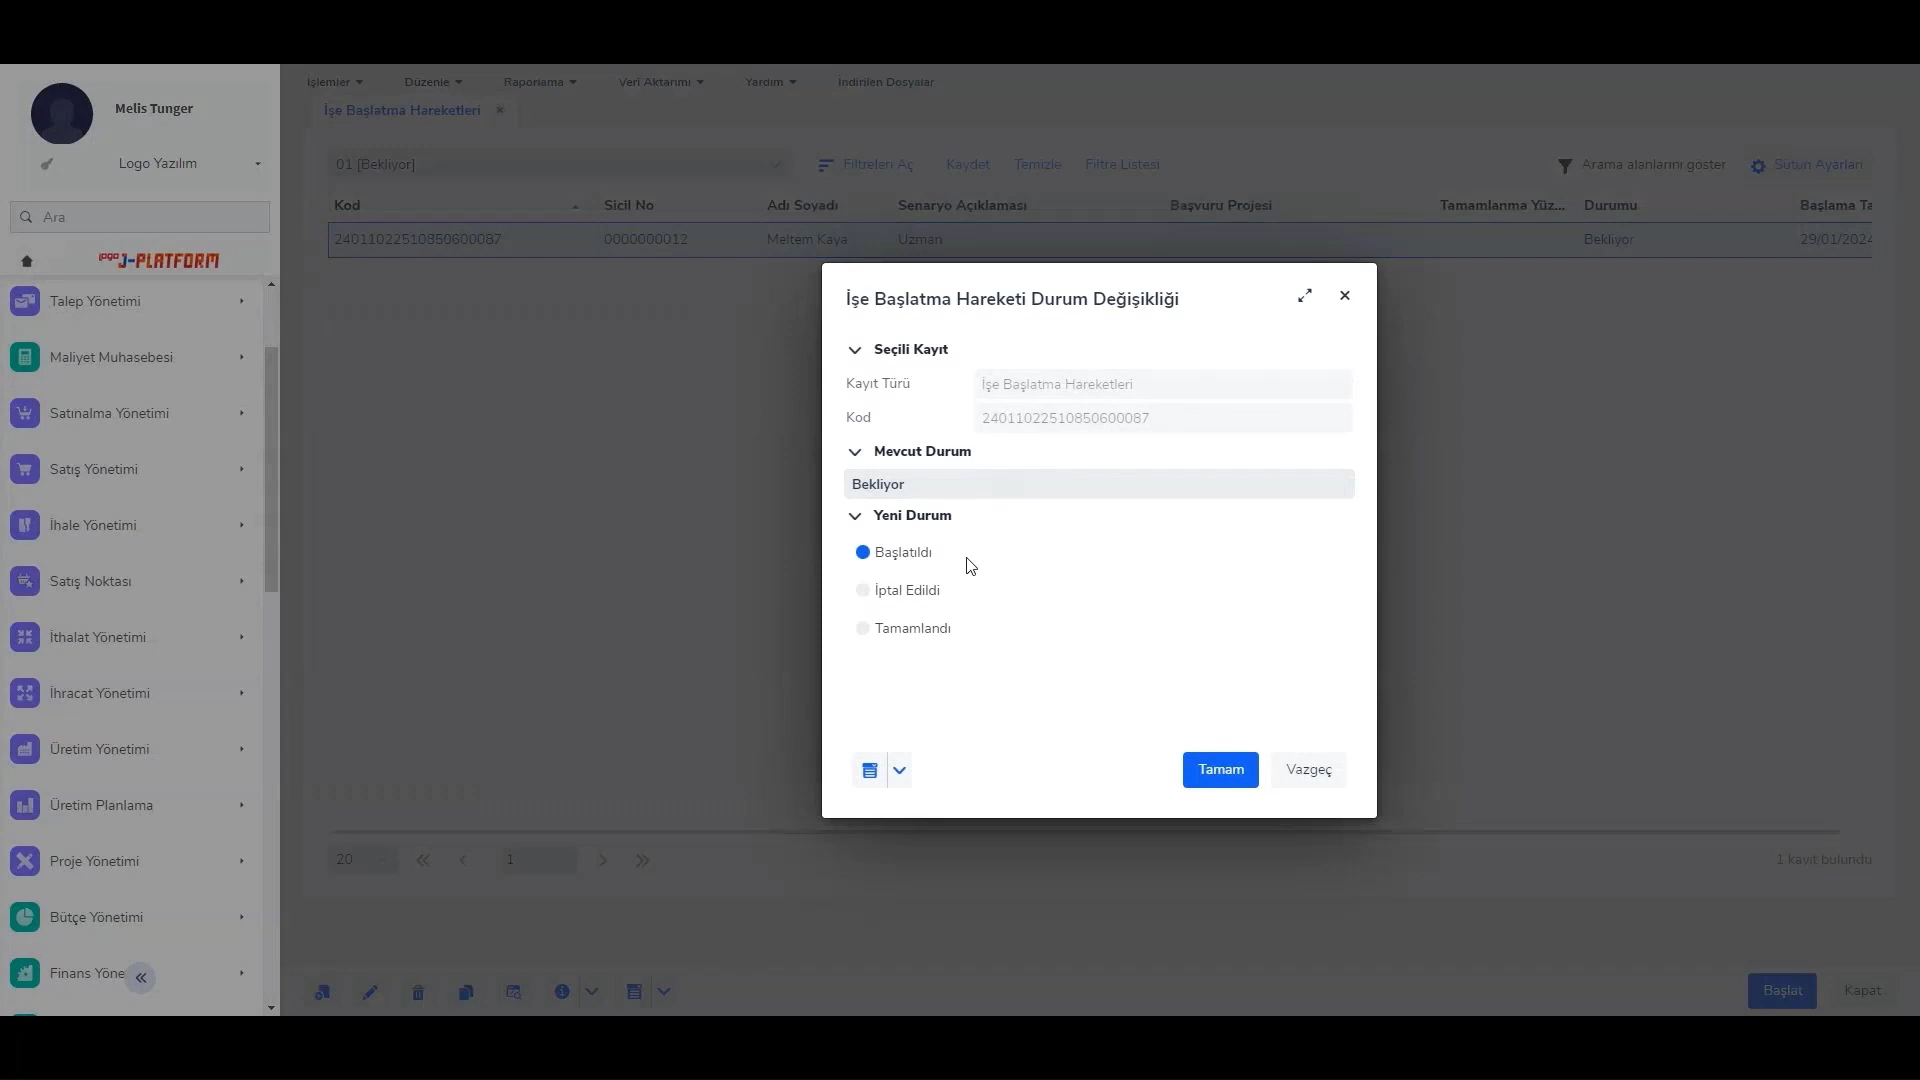 Melis Tunger
Logo Yazılım
Ara
logo J-PLATFORM
Talep Yönetimi
Maliyet Muhasebesi
Satınalma Yönetimi
Satış Yönetimi
İhale Yönetimi
Satış Noktası
İthalat Yönetimi
İhracat Yönetimi
Üretim Yönetimi
Üretim Planlama
Proje Yönetimi
Bütçe Yönetimi
Finans Yöne
İşlemler Düzenle Raporlama Veri Aktarımı Yardım İndirilen Dosyalar
İşe Başlatma Hareketleri
01 [Bekliyor] Filtreleri Aç Kaydet Temizle Filtre Listesi Arama alanlarını göster Sütun Ayarları
Kod Sicil No Adı Soyadı Senaryo Açıklaması Başvuru Projesi Tamamlanma Yüz... Durumu Başlama Ta
24011022510850600087 0000000012 Meltem Kaya Uzman Bekliyor 29/01/2024
İşe Başlatma Hareketi Durum Değişikliği
Seçili Kayıt
Kayıt Türü İşe Başlatma Hareketleri
Kod 24011022510850600087
Mevcut Durum
Bekliyor
Yeni Durum
Başlatıldı
İptal Edildi
Tamamlandı
Tamam Vazgeç
20 1 1 kayıt bulundu
Başlat Kapat